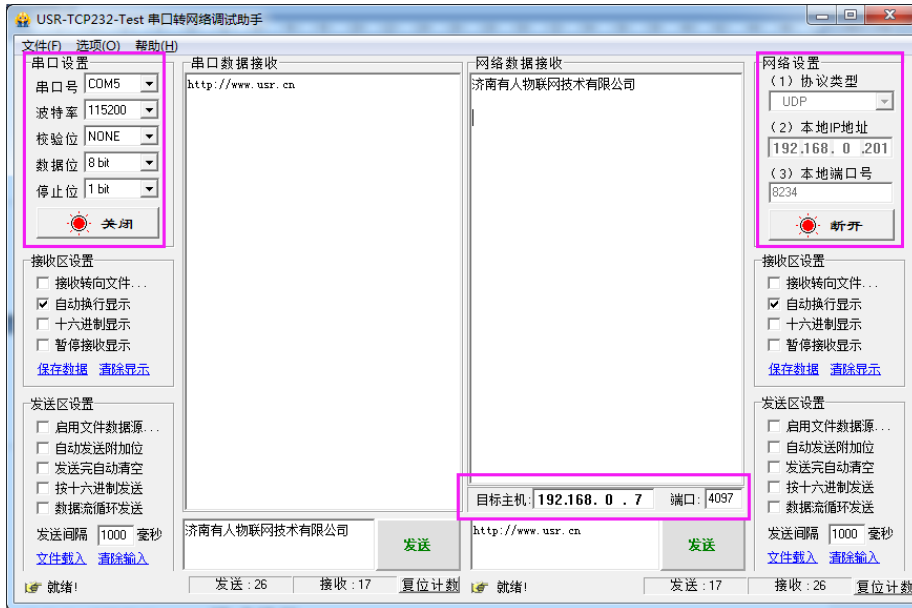 USR-TCP232-Test 串口转网络调试助手
文件(F) 选项(O) 帮助(H)
串口设置
串口号 COM5
波特率 115200
校验位 NONE
数据位 8 bit
停止位 1 bit
关闭
接收区设置
接收转向文件...
自动换行显示
十六进制显示
暂停接收显示
保存数据 清除显示
发送区设置
启用文件数据源...
自动发送附加位
发送完自动清空
按十六进制发送
数据流循环发送
发送间隔 1000 毫秒
文件载入 清除输入
就绪!
串口数据接收
http://www.usr.cn
济南有人物联网技术有限公司
发送
发送 : 26 接收 : 17 复位计数
网络数据接收
济南有人物联网技术有限公司
目标主机: 192.168. 0 . 7 端口: 4097
http://www.usr.cn
发送
就绪!
发送 : 17 接收 : 26 复位计数
网络设置
(1) 协议类型
UDP
(2) 本地IP地址
192.168. 0 .201
(3) 本地端口号
8234
断开
接收区设置
接收转向文件...
自动换行显示
十六进制显示
暂停接收显示
保存数据 清除显示
发送区设置
启用文件数据源...
自动发送附加位
发送完自动清空
按十六进制发送
数据流循环发送
发送间隔 1000 毫秒
文件载入 清除输入